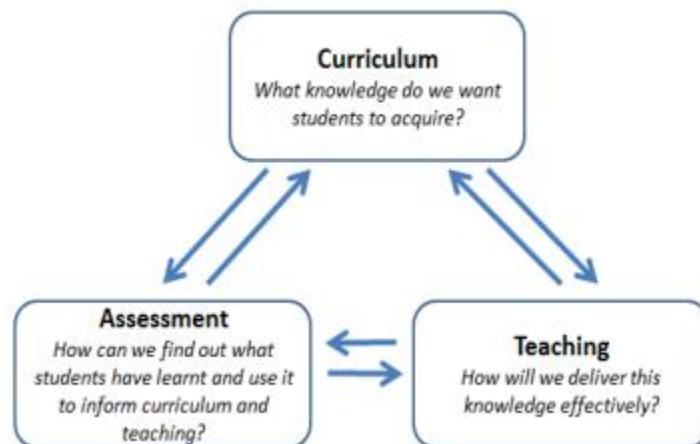 Curriculum
What knowledge do we want
students to acquire?
Assessment
How can we find out what
students have learnt and use it
to inform curriculum and
teaching?
Teaching
How will we deliver this
knowledge effectively?